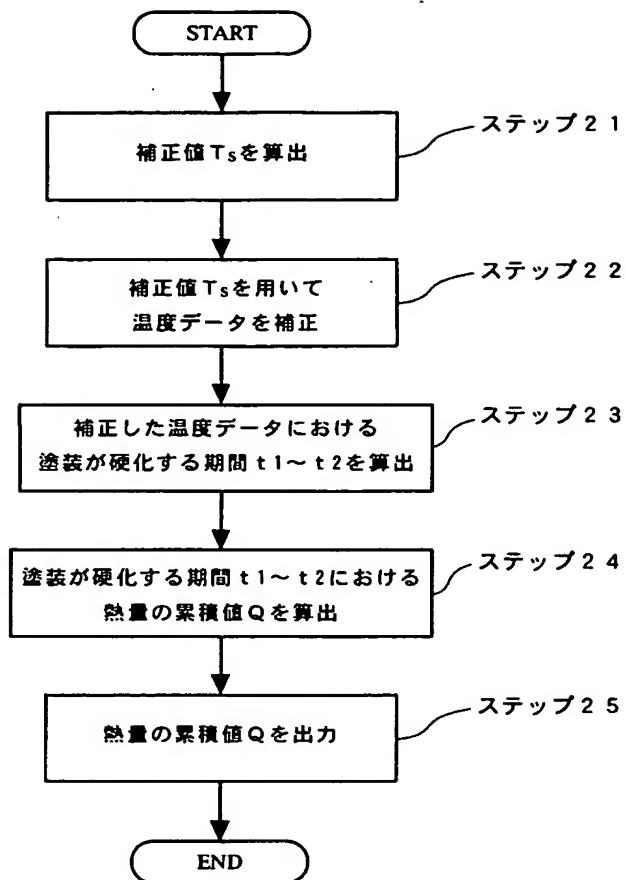 START
補正値Tsを算出
ステップ21
補正値Tsを用いて
温度データを補正
ステップ22
補正した温度データにおける
塗装が硬化する期間t1～t2を算出
ステップ23
塗装が硬化する期間t1～t2における
熱量の累積値Qを算出
ステップ24
熱量の累積値Qを出力
ステップ25
END